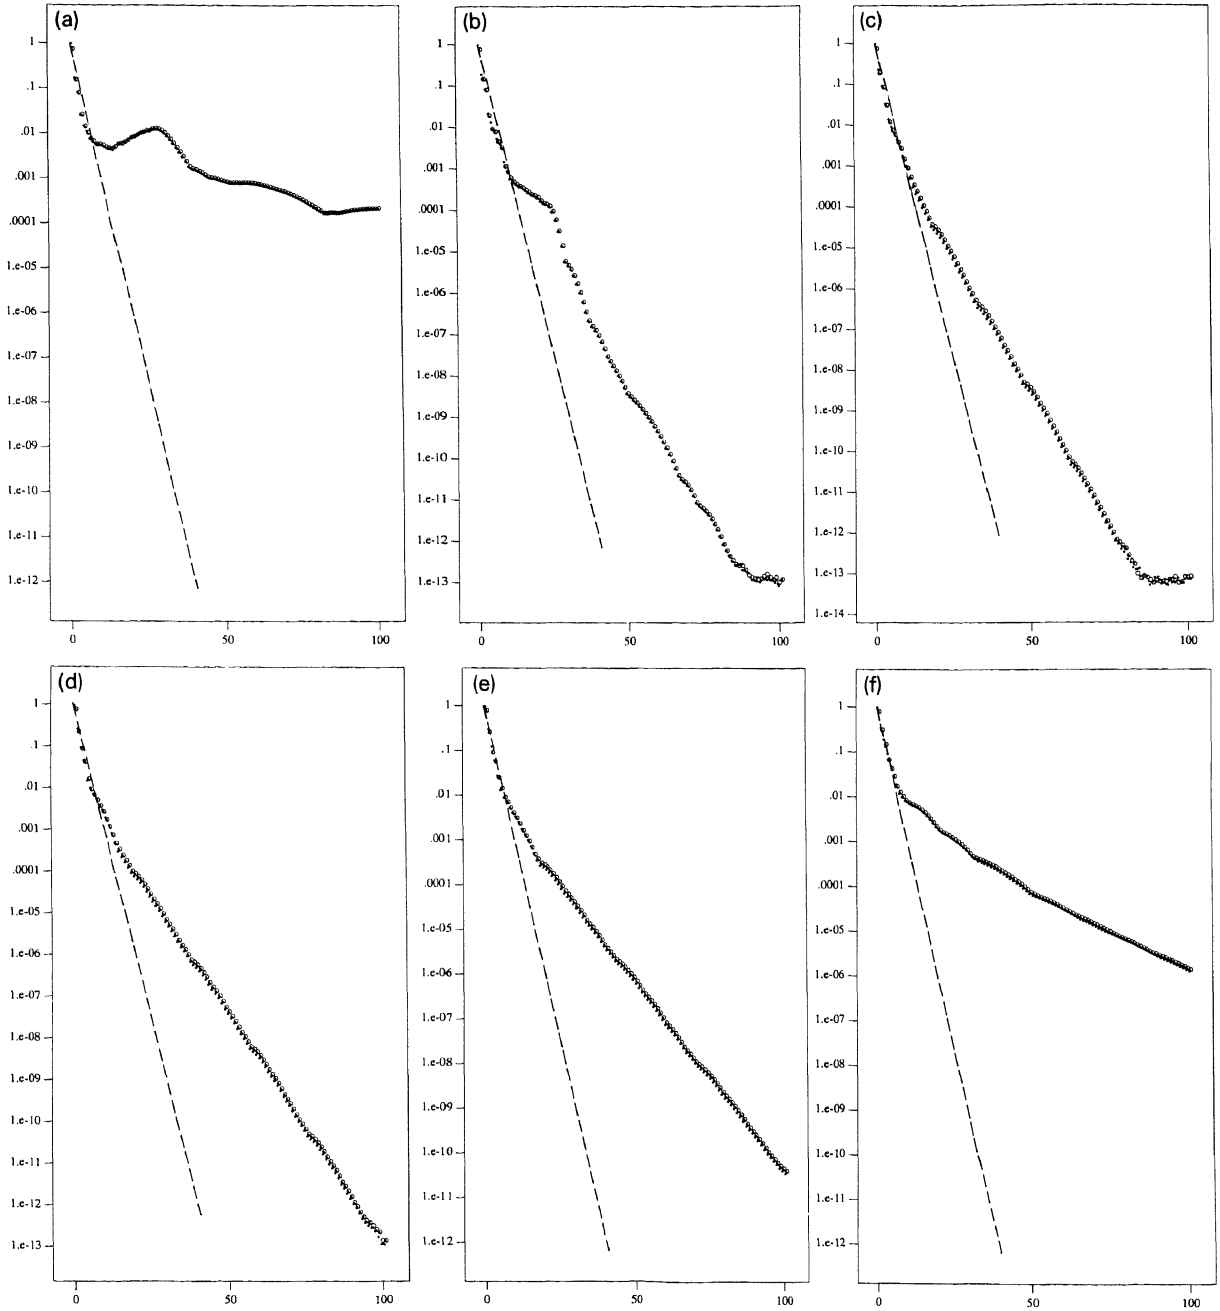 (a)
1
.1
.01
.001
.0001
1.e-05
1.e-06
1.e-07
1.e-08
1.e-09
1.e-10
1.e-11
1.e-12
0 50 100
(b)
1
.1
.01
.001
.0001
1.e-05
1.e-06
1.e-07
1.e-08
1.e-09
1.e-10
1.e-11
1.e-12
1.e-13
0 50 100
(c)
1
.1
.01
.001
.0001
1.e-05
1.e-06
1.e-07
1.e-08
1.e-09
1.e-10
1.e-11
1.e-12
1.e-13
1.e-14
0 50 100
(d)
1
.1
.01
.001
.0001
1.e-05
1.e-06
1.e-07
1.e-08
1.e-09
1.e-10
1.e-11
1.e-12
1.e-13
0 50 100
(e)
1
.1
.01
.001
.0001
1.e-05
1.e-06
1.e-07
1.e-08
1.e-09
1.e-10
1.e-11
1.e-12
0 50 100
(f)
1
.1
.01
.001
.0001
1.e-05
1.e-06
1.e-07
1.e-08
1.e-09
1.e-10
1.e-11
1.e-12
0 50 100